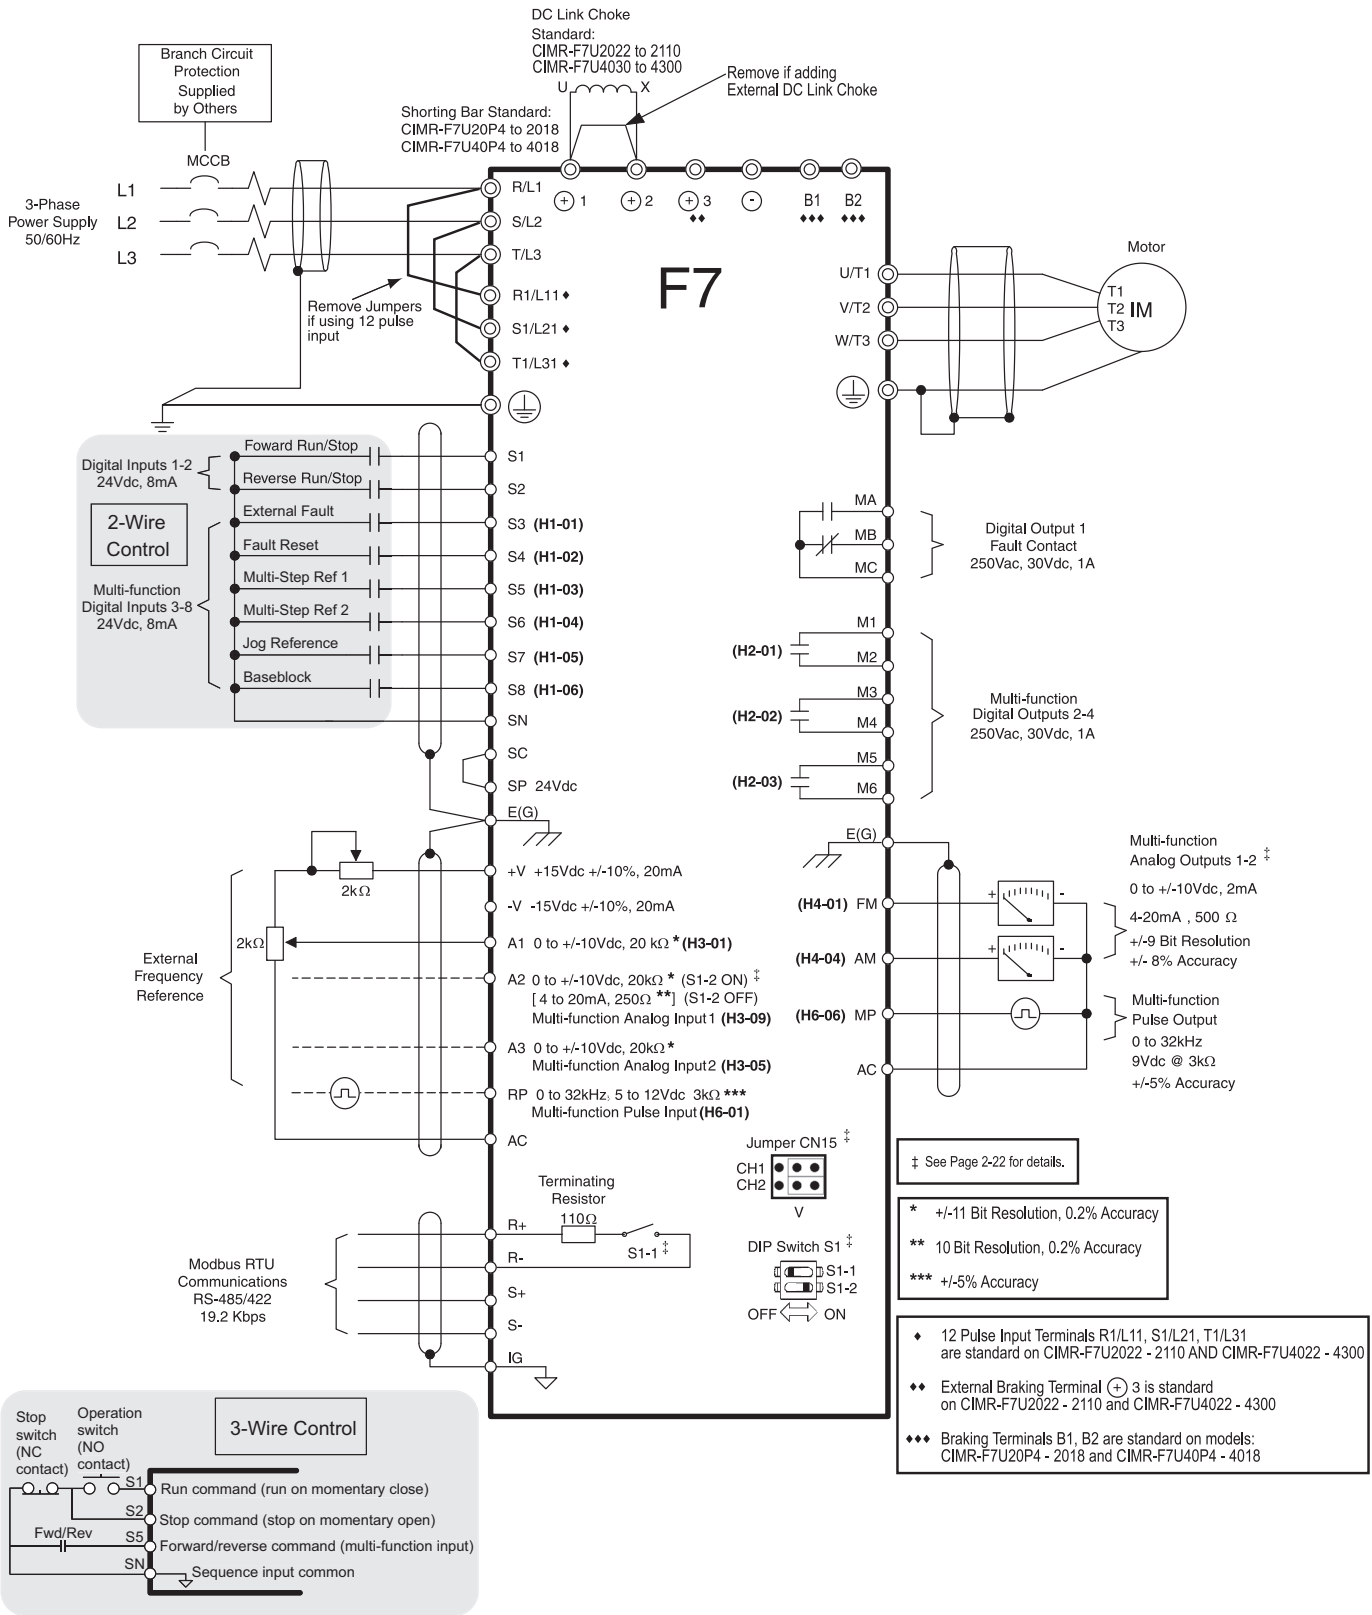 DC Link Choke
Standard:
CIMR-F7U2022 to 2110
CIMR-F7U4030 to 4300
U
X
Remove if adding
External DC Link Choke
Branch Circuit
Protection
Supplied
by Others
Shorting Bar Standard:
CIMR-F7U20P4 to 2018
CIMR-F7U40P4 to 4018
MCCB
3-Phase
Power Supply
50/60Hz
L1
L2
L3
R/L1
S/L2
T/L3
R1/L11 ♦
S1/L21 ♦
T1/L31 ♦
Remove Jumpers
if using 12 pulse
input
+ 1
+ 2
+ 3
♦♦
-
B1
♦♦♦
B2
♦♦♦
F7
U/T1
V/T2
W/T3
Motor
T1
T2
T3
IM
Digital Inputs 1-2
24Vdc, 8mA
2-Wire
Control
Multi-function
Digital Inputs 3-8
24Vdc, 8mA
Foward Run/Stop
Reverse Run/Stop
External Fault
Fault Reset
Multi-Step Ref 1
Multi-Step Ref 2
Jog Reference
Baseblock
S1
S2
S3 (H1-01)
S4 (H1-02)
S5 (H1-03)
S6 (H1-04)
S7 (H1-05)
S8 (H1-06)
SN
SC
SP 24Vdc
E(G)
MA
MB
MC
Digital Output 1
Fault Contact
250Vac, 30Vdc, 1A
(H2-01)
M1
M2
(H2-02)
M3
M4
(H2-03)
M5
M6
Multi-function
Digital Outputs 2-4
250Vac, 30Vdc, 1A
E(G)
External
Frequency
Reference
2kΩ
2kΩ
+V +15Vdc +/-10%, 20mA
-V -15Vdc +/-10%, 20mA
A1 0 to +/-10Vdc, 20 kΩ * (H3-01)
A2 0 to +/-10Vdc, 20kΩ * (S1-2 ON) ‡
[ 4 to 20mA, 250Ω **] (S1-2 OFF)
Multi-function Analog Input 1 (H3-09)
A3 0 to +/-10Vdc, 20kΩ *
Multi-function Analog Input 2 (H3-05)
RP 0 to 32kHz, 5 to 12Vdc 3kΩ ***
Multi-function Pulse Input (H6-01)
AC
(H4-01) FM
+ -
(H4-04) AM
+ -
(H6-06) MP
AC
Multi-function
Analog Outputs 1-2 ‡
0 to +/-10Vdc, 2mA
4-20mA , 500 Ω
+/-9 Bit Resolution
+/- 8% Accuracy
Multi-function
Pulse Output
0 to 32kHz
9Vdc @ 3kΩ
+/-5% Accuracy
Jumper CN15 ‡
CH1
CH2
V
DIP Switch S1 ‡
S1-1
S1-2
OFF
ON
Modbus RTU
Communications
RS-485/422
19.2 Kbps
Terminating
Resistor
110Ω
S1-1 ‡
R+
R-
S+
S-
IG
‡ See Page 2-22 for details.
* +/-11 Bit Resolution, 0.2% Accuracy
** 10 Bit Resolution, 0.2% Accuracy
*** +/-5% Accuracy
♦ 12 Pulse Input Terminals R1/L11, S1/L21, T1/L31
are standard on CIMR-F7U2022 - 2110 AND CIMR-F7U4022 - 4300
♦♦ External Braking Terminal + 3 is standard
on CIMR-F7U2022 - 2110 and CIMR-F7U4022 - 4300
♦♦♦ Braking Terminals B1, B2 are standard on models:
CIMR-F7U20P4 - 2018 and CIMR-F7U40P4 - 4018
3-Wire Control
Stop
switch
(NC
contact)
Operation
switch
(NO
contact)
Fwd/Rev
S1
S2
S5
SN
Run command (run on momentary close)
Stop command (stop on momentary open)
Forward/reverse command (multi-function input)
Sequence input common